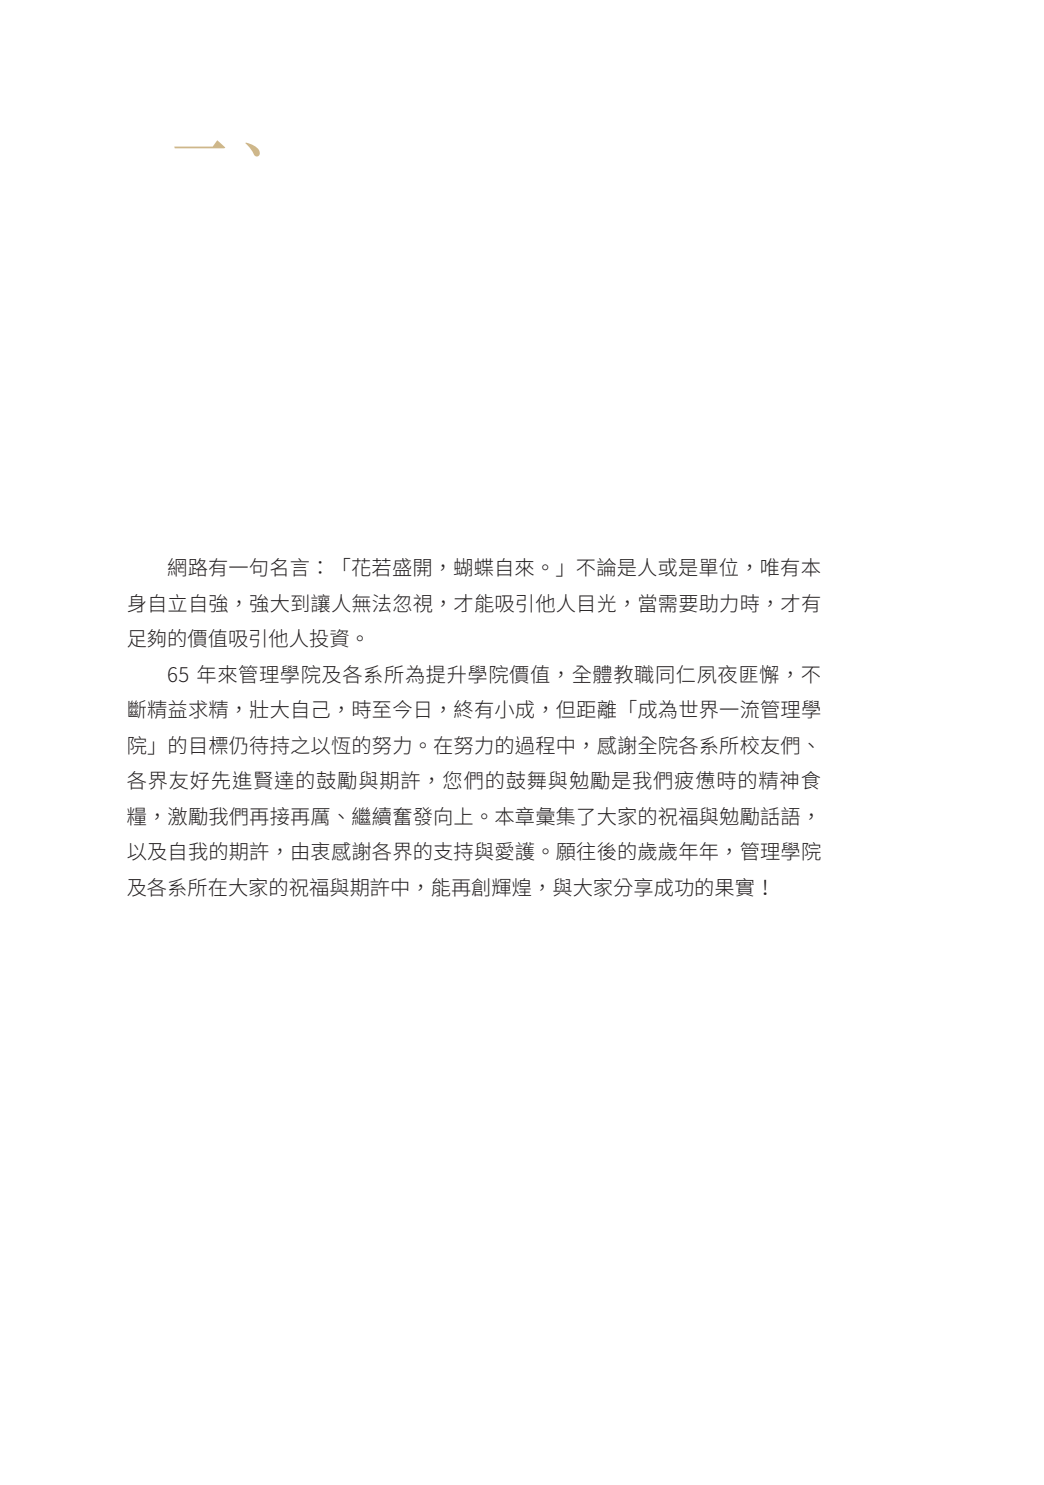 一、
網路有一句名言：「花若盛開，蝴蝶自來。」不論是人或是單位，唯有本
身自立自強，強大到讓人無法忽視，才能吸引他人目光，當需要助力時，才有
足夠的價值吸引他人投資。
65 年來管理學院及各系所為提升學院價值，全體教職同仁夙夜匪懈，不
斷精益求精，壯大自己，時至今日，終有小成，但距離「成為世界一流管理學
院」的目標仍待持之以恆的努力。在努力的過程中，感謝全院各系所校友們、
各界友好先進賢達的鼓勵與期許，您們的鼓舞與勉勵是我們疲憊時的精神食
糧，激勵我們再接再厲、繼續奮發向上。本章彙集了大家的祝福與勉勵話語，
以及自我的期許，由衷感謝各界的支持與愛護。願往後的歲歲年年，管理學院
及各系所在大家的祝福與期許中，能再創輝煌，與大家分享成功的果實！